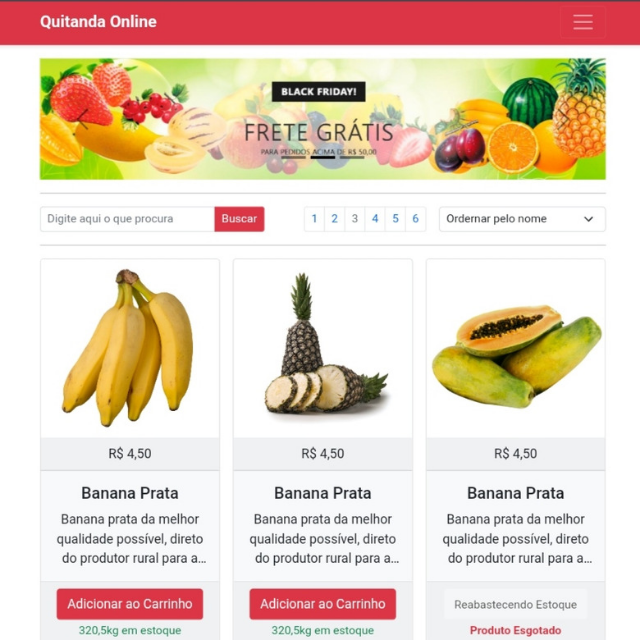 Quitanda Online
BLACK FRIDAY!
FRETE GRÁTIS
PARA PEDIDOS ACIMA DE R$ 50,00
Digite aqui o que procura
Buscar
1 2 3 4 5 6
Ordernar pelo nome
R$ 4,50
R$ 4,50
R$ 4,50
Banana Prata
Banana prata da melhor
qualidade possível, direto
do produtor rural para a...
Banana Prata
Banana prata da melhor
qualidade possível, direto
do produtor rural para a...
Banana Prata
Banana prata da melhor
qualidade possível, direto
do produtor rural para a...
Adicionar ao Carrinho
320,5kg em estoque
Adicionar ao Carrinho
320,5kg em estoque
Reabastecendo Estoque
Produto Esgotado